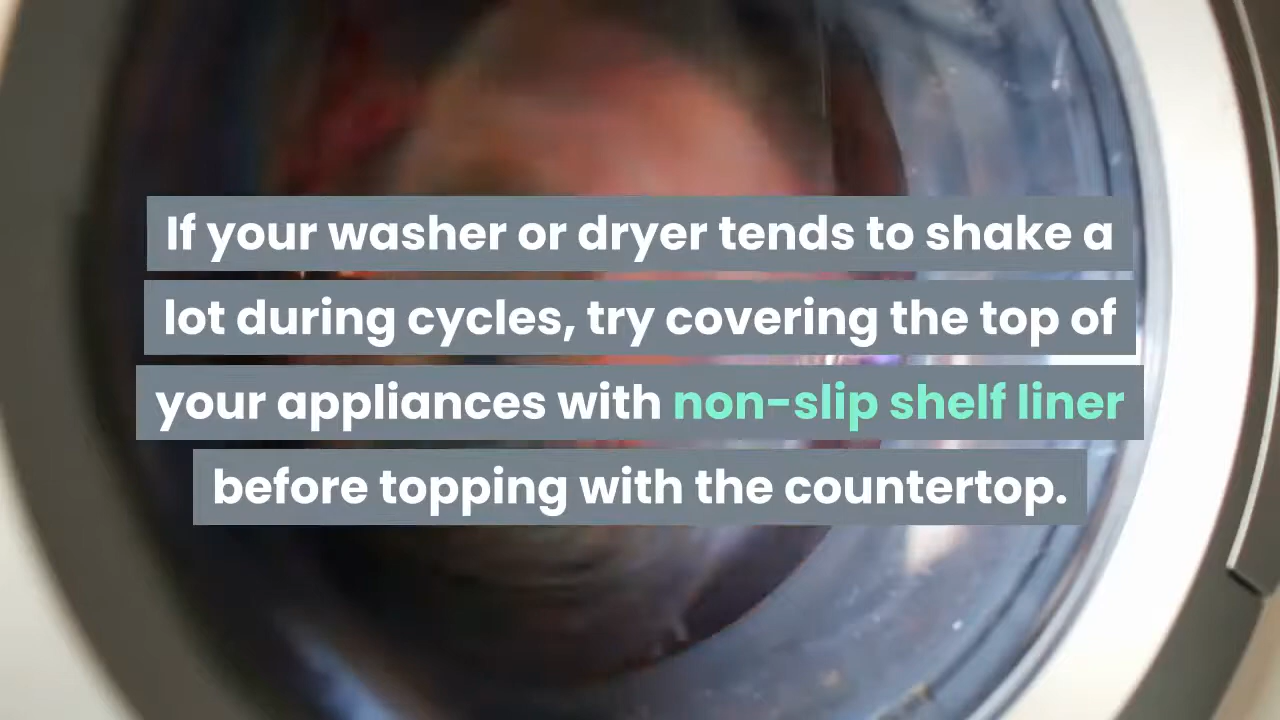 If your washer or dryer tends to shake a
lot during cycles, try covering the top of
your appliances with non-slip shelf liner
before topping with the countertop.